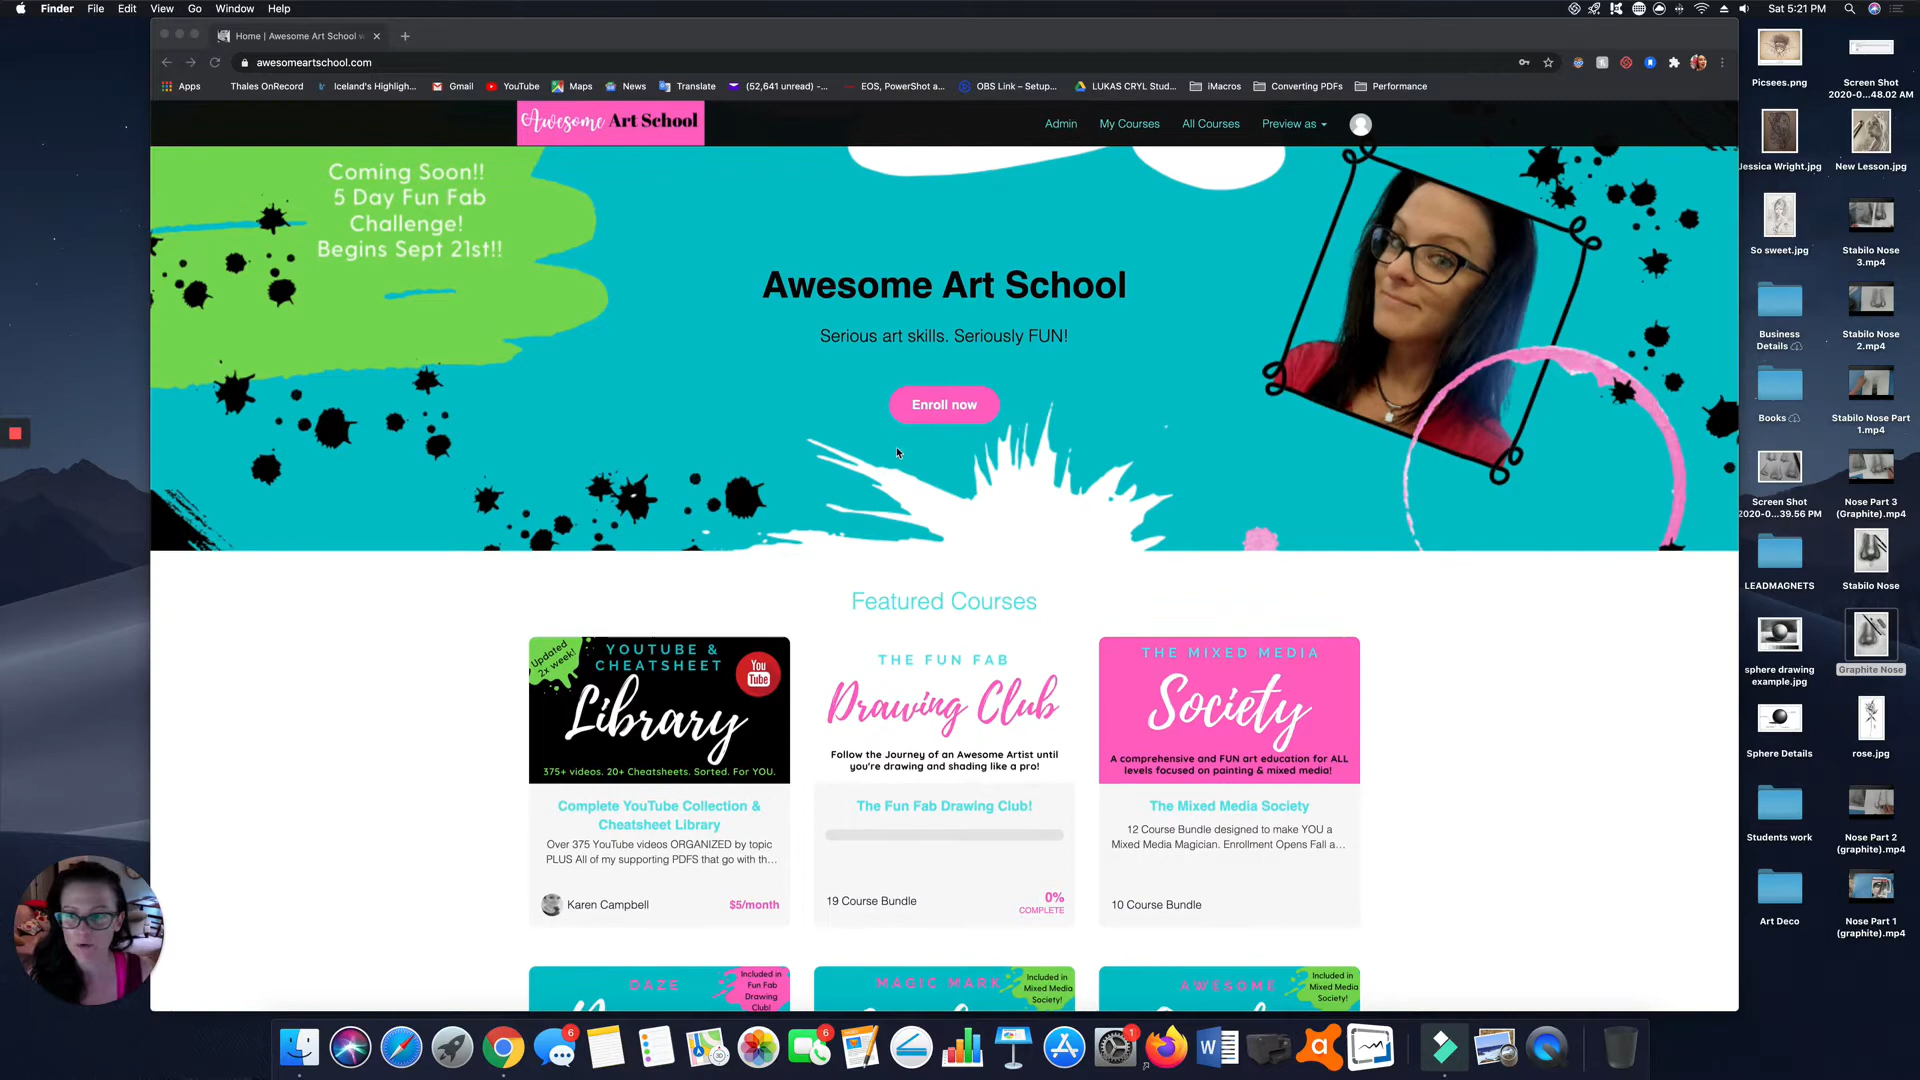 Finder File Edit View Go Window Help
Sat 5:21 PM
Home | Awesome Art School w
awesomeartschool.com
Apps Thales OnRecord Iceland's Highligh... Gmail YouTube Maps News Translate (52,641 unread) -... EOS, PowerShot a... OBS Link – Setup... LUKAS CRYL Stud... iMacros Converting PDFs Performance
Awesome Art School
Admin My Courses All Courses Preview as
Coming Soon!!
5 Day Fun Fab
Challenge!
Begins Sept 21st!!
Awesome Art School
Serious art skills. Seriously FUN!
Enroll now
Featured Courses
Updated
2x week!
YOUTUBE &
CHEATSHEET
Library
You
Tube
375+ videos. 20+ Cheatsheets. Sorted. For YOU.
Complete YouTube Collection &
Cheatsheet Library
Over 375 YouTube videos ORGANIZED by topic
PLUS All of my supporting PDFS that go with th...
Karen Campbell
$5/month
THE FUN FAB
Drawing Club
Follow the Journey of an Awesome Artist until
you're drawing and shading like a pro!
The Fun Fab Drawing Club!
19 Course Bundle
0%
COMPLETE
THE MIXED MEDIA
Society
A comprehensive and FUN art education for ALL
levels focused on painting & mixed media!
The Mixed Media Society
12 Course Bundle designed to make YOU a
Mixed Media Magician. Enrollment Opens Fall a...
10 Course Bundle
DAZE
Included in
Fun Fab
Drawing
Club!
MAGIC MARK
Included in
Mixed Media
Society!
AWESOME
Included in
Mixed Media
Society!
Picsees.png
Screen Shot
2020-0...48.02 AM
Jessica Wright.jpg
New Lesson.jpg
So sweet.jpg
Stabilo Nose
3.mp4
Business
Details
Stabilo Nose
2.mp4
Books
Stabilo Nose Part
1.mp4
Screen Shot
2020-0...39.56 PM
Nose Part 3
(Graphite).mp4
LEADMAGNETS
Stabilo Nose
sphere drawing
example.jpg
Graphite Nose
Sphere Details
rose.jpg
Students work
Nose Part 2
(graphite).mp4
Art Deco
Nose Part 1
(graphite).mp4
6
6
1